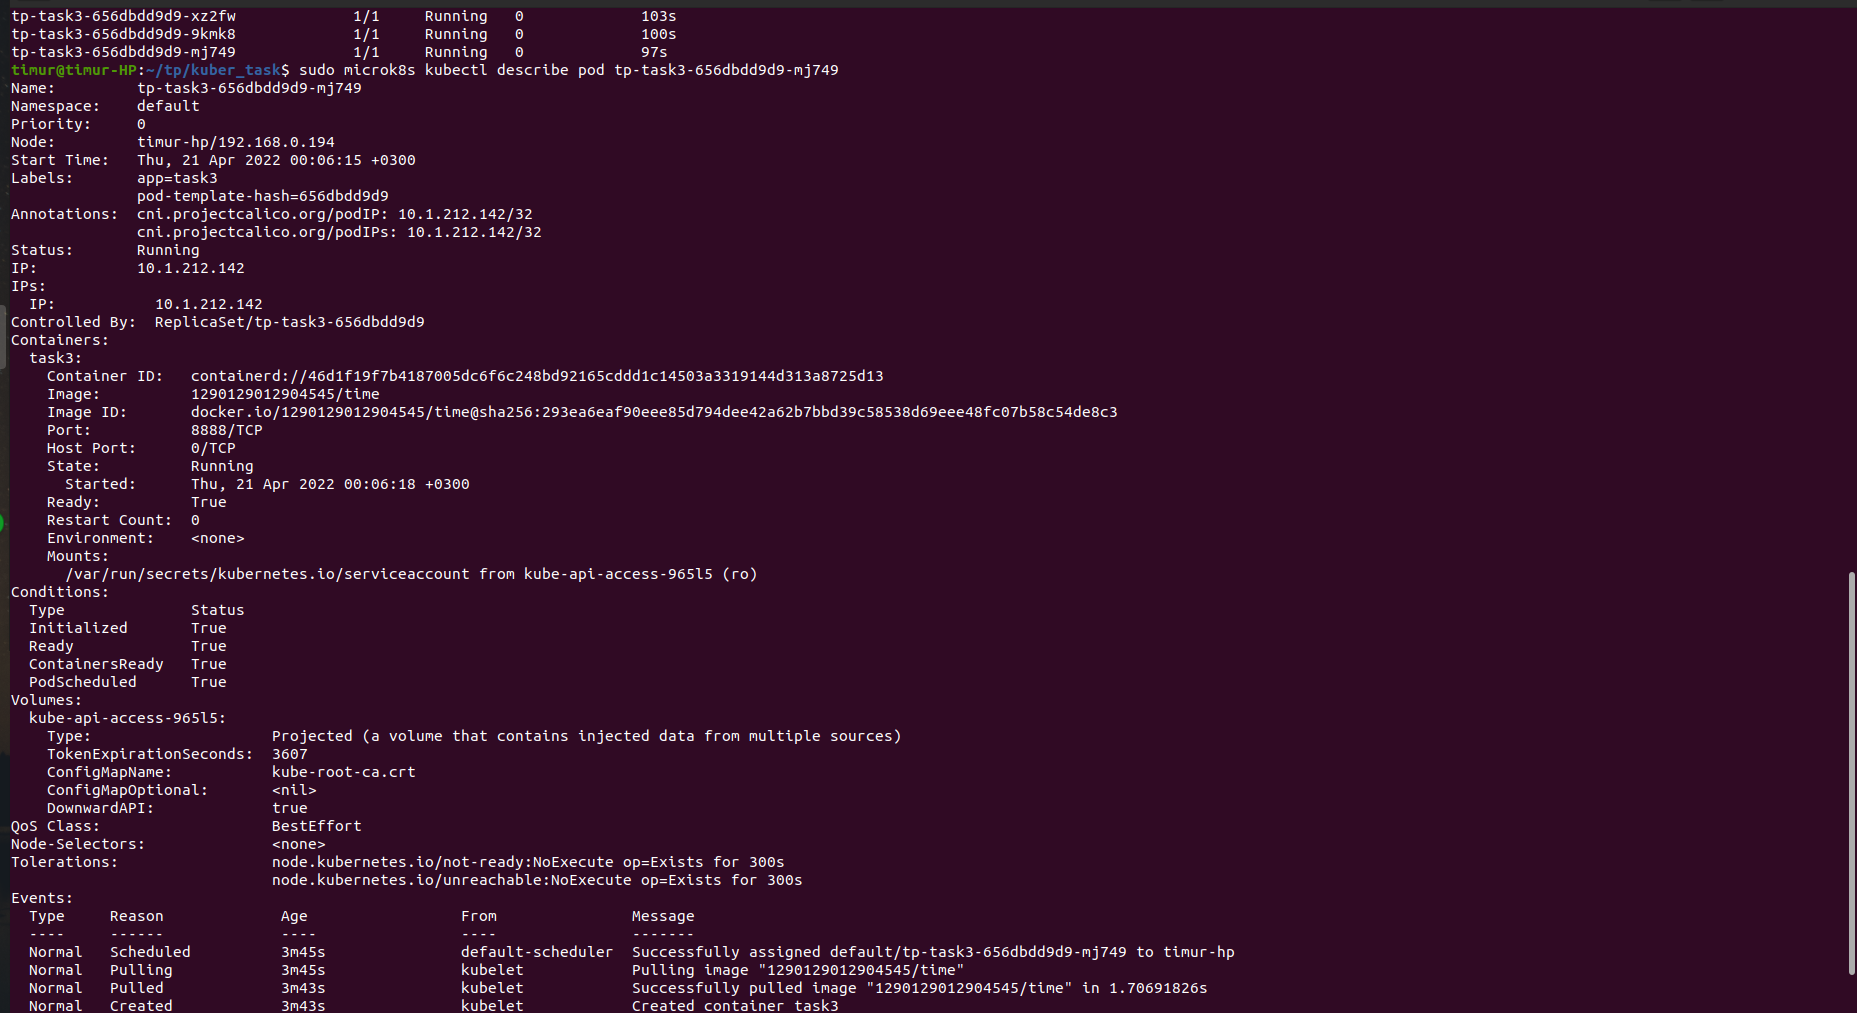 tp-task3-656dbdd9d9-xz2fw             1/1     Running   0             103s
tp-task3-656dbdd9d9-9kmk8             1/1     Running   0             100s
tp-task3-656dbdd9d9-mj749             1/1     Running   0             97s
timur@timur-HP:~/tp/kuber_task$ sudo microk8s kubectl describe pod tp-task3-656dbdd9d9-mj749
Name:         tp-task3-656dbdd9d9-mj749
Namespace:    default
Priority:     0
Node:         timur-hp/192.168.0.194
Start Time:   Thu, 21 Apr 2022 00:06:15 +0300
Labels:       app=task3
              pod-template-hash=656dbdd9d9
Annotations:  cni.projectcalico.org/podIP: 10.1.212.142/32
              cni.projectcalico.org/podIPs: 10.1.212.142/32
Status:       Running
IP:           10.1.212.142
IPs:
  IP:           10.1.212.142
Controlled By:  ReplicaSet/tp-task3-656dbdd9d9
Containers:
  task3:
    Container ID:   containerd://46d1f19f7b4187005dc6f6c248bd92165cddd1c14503a3319144d313a8725d13
    Image:          1290129012904545/time
    Image ID:       docker.io/1290129012904545/time@sha256:293ea6eaf90eee85d794dee42a62b7bbd39c58538d69eee48fc07b58c54de8c3
    Port:           8888/TCP
    Host Port:      0/TCP
    State:          Running
      Started:      Thu, 21 Apr 2022 00:06:18 +0300
    Ready:          True
    Restart Count:  0
    Environment:    <none>
    Mounts:
      /var/run/secrets/kubernetes.io/serviceaccount from kube-api-access-965l5 (ro)
Conditions:
  Type              Status
  Initialized       True
  Ready             True
  ContainersReady   True
  PodScheduled      True
Volumes:
  kube-api-access-965l5:
    Type:                    Projected (a volume that contains injected data from multiple sources)
    TokenExpirationSeconds:  3607
    ConfigMapName:           kube-root-ca.crt
    ConfigMapOptional:       <nil>
    DownwardAPI:             true
QoS Class:                   BestEffort
Node-Selectors:              <none>
Tolerations:                 node.kubernetes.io/not-ready:NoExecute op=Exists for 300s
                             node.kubernetes.io/unreachable:NoExecute op=Exists for 300s
Events:
  Type     Reason             Age                 From               Message
  ----     ------             ----                ----               -------
  Normal   Scheduled          3m45s               default-scheduler  Successfully assigned default/tp-task3-656dbdd9d9-mj749 to timur-hp
  Normal   Pulling            3m45s               kubelet            Pulling image "1290129012904545/time"
  Normal   Pulled             3m43s               kubelet            Successfully pulled image "1290129012904545/time" in 1.70691826s
  Normal   Created            3m43s               kubelet            Created container task3